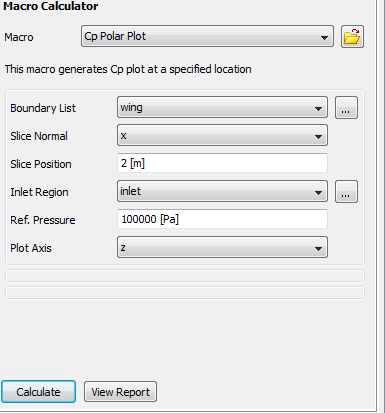 Macro Calculator
Macro Cp Polar Plot
This macro generates Cp plot at a specified location
Boundary List wing ...
Slice Normal x
Slice Position 2 [m]
Inlet Region inlet ...
Ref. Pressure 100000 [Pa]
Plot Axis z
Calculate View Report